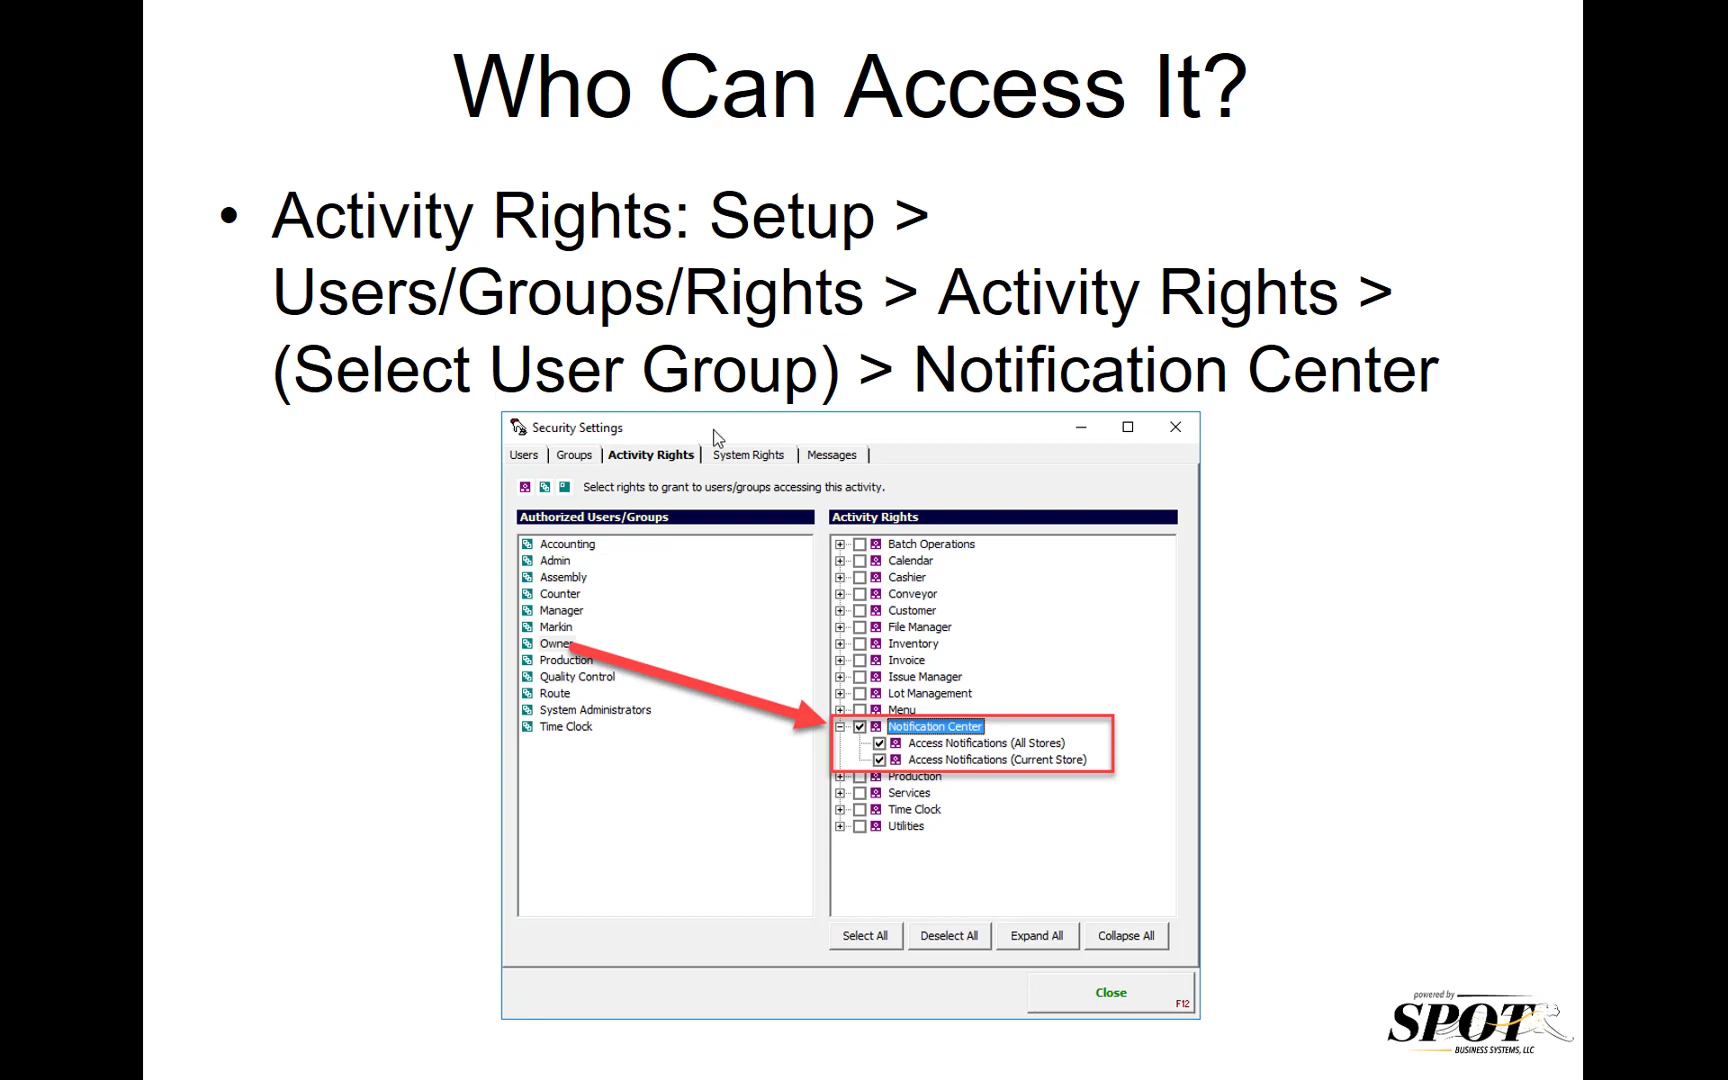 Who Can Access It?
• Activity Rights: Setup >
Users/Groups/Rights > Activity Rights >
(Select User Group) > Notification Center
Security Settings
Users Groups Activity Rights System Rights Messages
Select rights to grant to users/groups accessing this activity.
Authorized Users/Groups
Accounting
Admin
Assembly
Counter
Manager
Markin
Owner
Production
Quality Control
Route
System Administrators
Time Clock
Activity Rights
Batch Operations
Calendar
Cashier
Conveyor
Customer
File Manager
Inventory
Invoice
Issue Manager
Lot Management
Menu
Notification Center
Access Notifications (All Stores)
Access Notifications (Current Store)
Production
Services
Time Clock
Utilities
Select All Deselect All Expand All Collapse All
Close
F12
powered by
SPOT
BUSINESS SYSTEMS, LLC